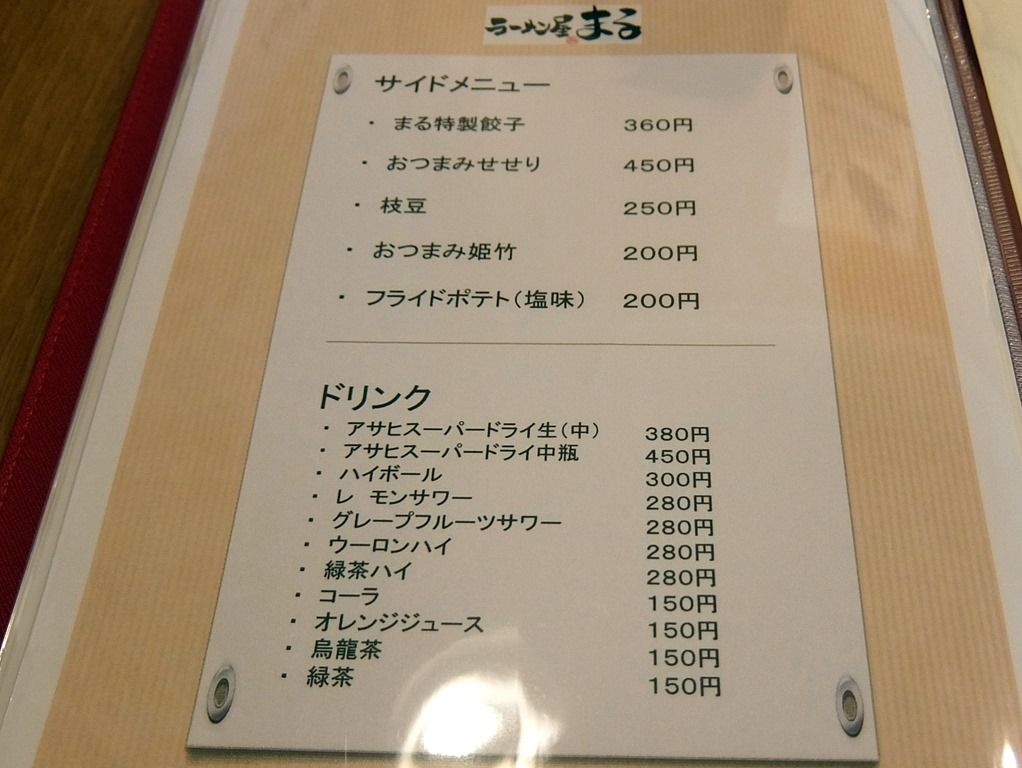 ラーメン屋 まる
サイドメニュー
・ まる特製餃子 360円
・ おつまみせせり 450円
・ 枝豆 250円
・ おつまみ姫竹 200円
・ フライドポテト（塩味） 200円
ドリンク
・ アサヒスーパードライ生（中） 380円
・ アサヒスーパードライ中瓶 450円
・ ハイボール 300円
・ レ モンサワー 280円
・ グレープフルーツサワー 280円
・ ウーロンハイ 280円
・ 緑茶ハイ 280円
・ コーラ 150円
・ オレンジジュース 150円
・ 烏龍茶 150円
・ 緑茶 150円